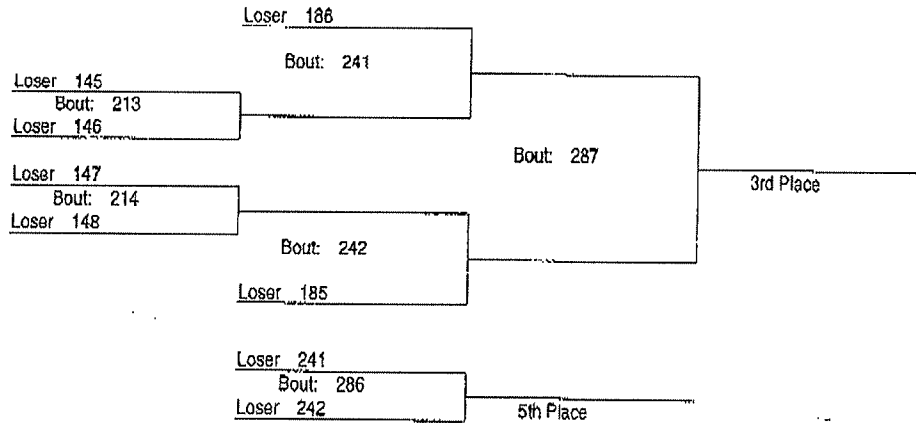 Loser 186
Bout: 241
Loser 145
Bout: 213
Loser 146
Bout: 287
Loser 147
Bout: 214
Loser 148
3rd Place
Bout: 242
Loser 185
Loser 241
Bout: 286
Loser 242
5th Place